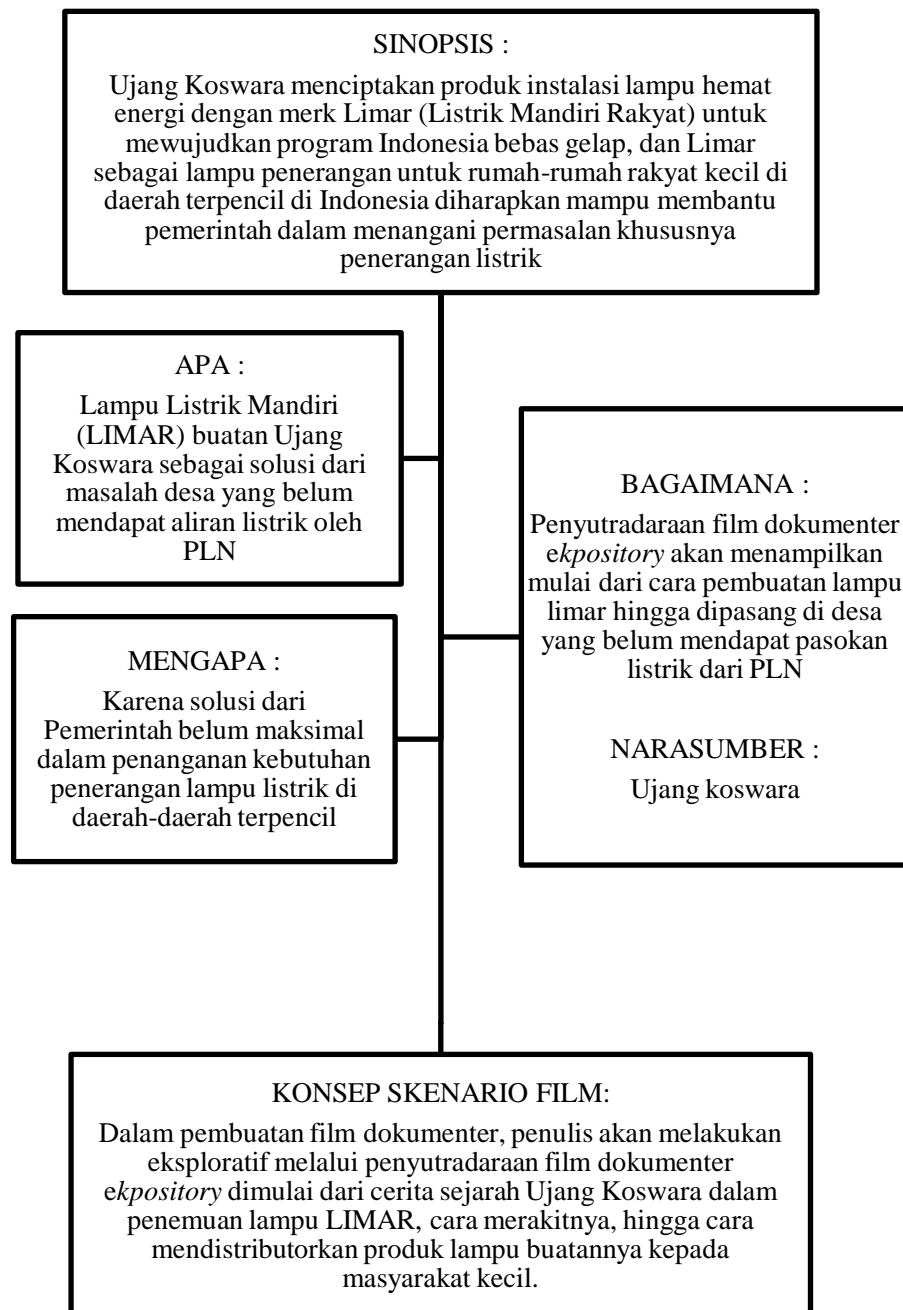 SINOPSIS :
Ujang Koswara menciptakan produk instalasi lampu hemat
energi dengan merk Limar (Listrik Mandiri Rakyat) untuk
mewujudkan program Indonesia bebas gelap, dan Limar
sebagai lampu penerangan untuk rumah-rumah rakyat kecil di
daerah terpencil di Indonesia diharapkan mampu membantu
pemerintah dalam menangani permasalan khususnya
penerangan listrik
APA :
Lampu Listrik Mandiri
(LIMAR) buatan Ujang
Koswara sebagai solusi dari
masalah desa yang belum
mendapat aliran listrik oleh
PLN
MENGAPA :
Karena solusi dari
Pemerintah belum maksimal
dalam penanganan kebutuhan
penerangan lampu listrik di
daerah-daerah terpencil
BAGAIMANA :
Penyutradaraan film dokumenter
ekpository akan menampilkan
mulai dari cara pembuatan lampu
limar hingga dipasang di desa
yang belum mendapat pasokan
listrik dari PLN
NARASUMBER :
Ujang koswara
KONSEP SKENARIO FILM:
Dalam pembuatan film dokumenter, penulis akan melakukan
eksploratif melalui penyutradaraan film dokumenter
ekpository dimulai dari cerita sejarah Ujang Koswara dalam
penemuan lampu LIMAR, cara merakitnya, hingga cara
mendistributorkan produk lampu buatannya kepada
masyarakat kecil.